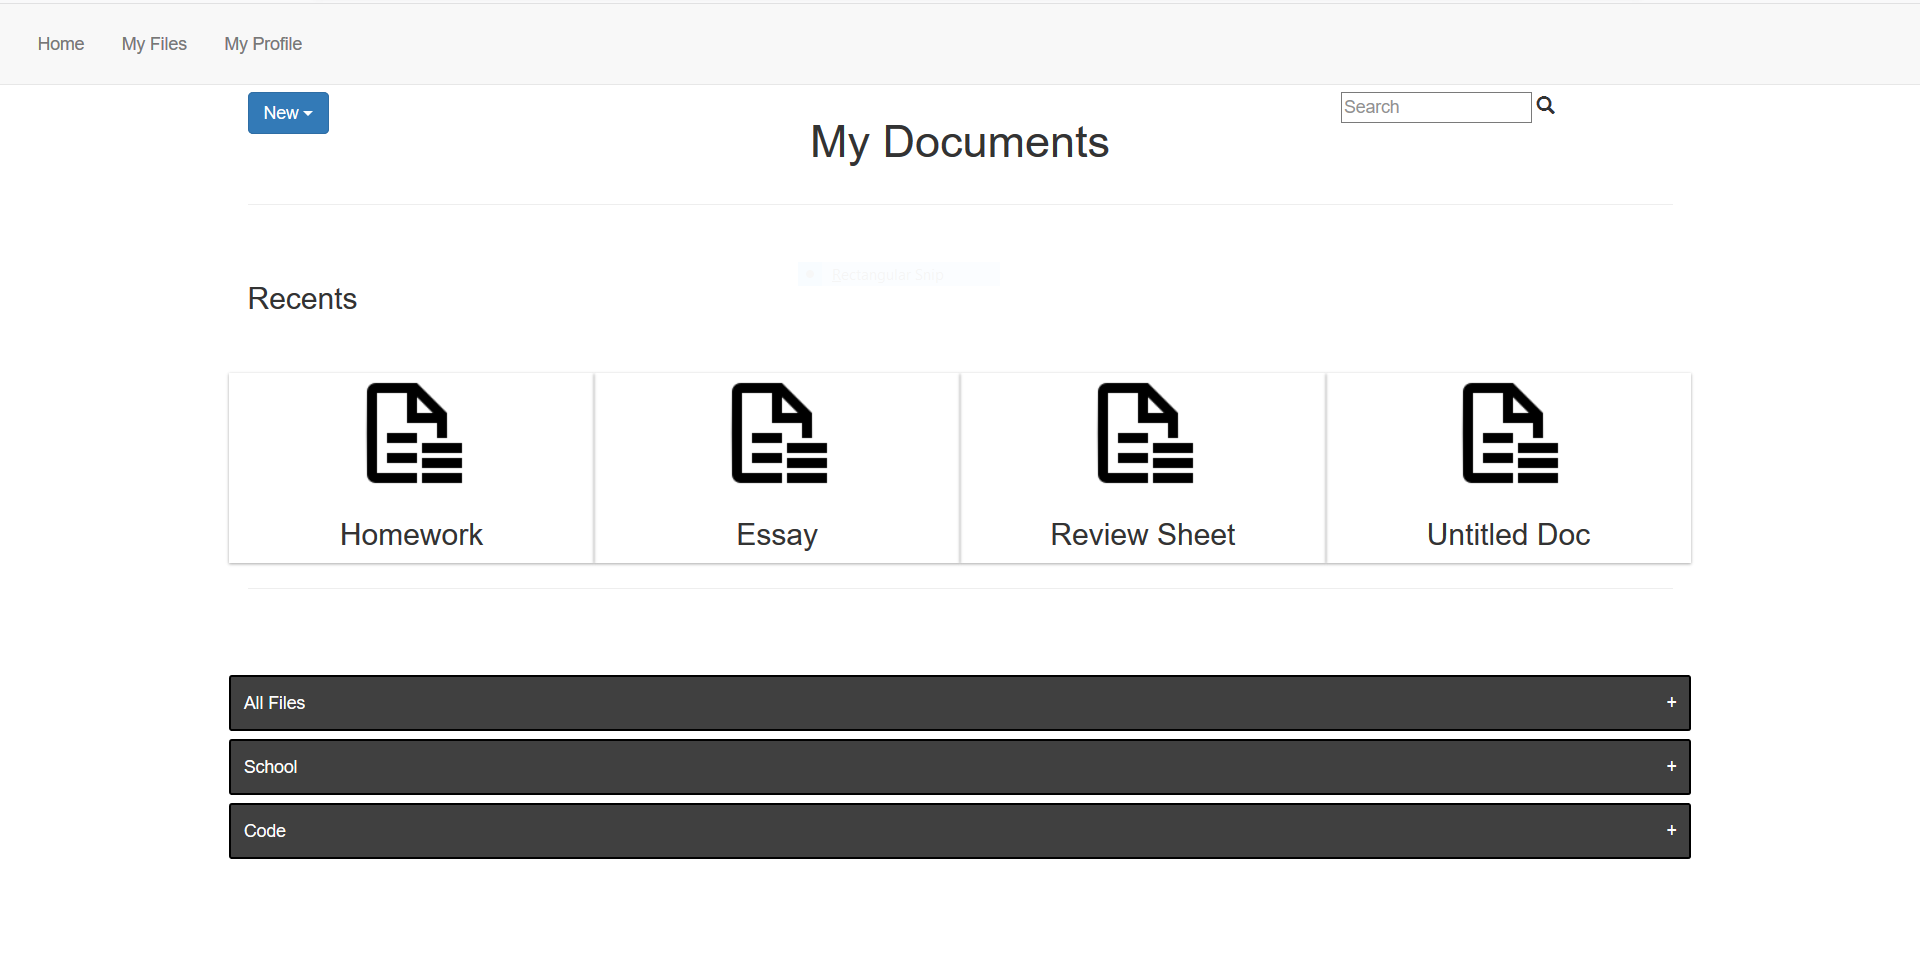 Home My Files My Profile
New
My Documents
Search
Rectangular Snip
Recents
Homework Essay Review Sheet Untitled Doc
All Files +
School +
Code +